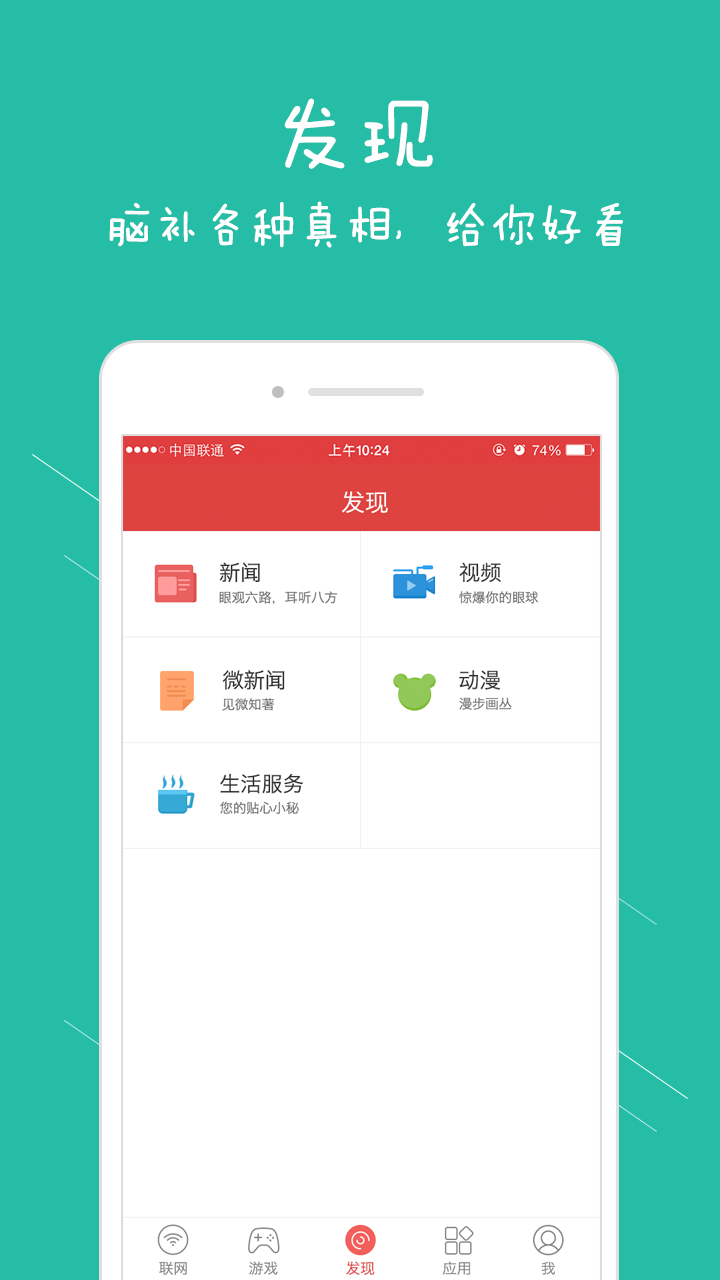 发现
脑补各种真相，给你好看
中国联通 上午10:24 74%
发现
新闻
眼观六路，耳听八方
视频
惊爆你的眼球
微新闻
见微知著
动漫
漫步画丛
生活服务
您的贴心小秘
联网 游戏 发现 应用 我